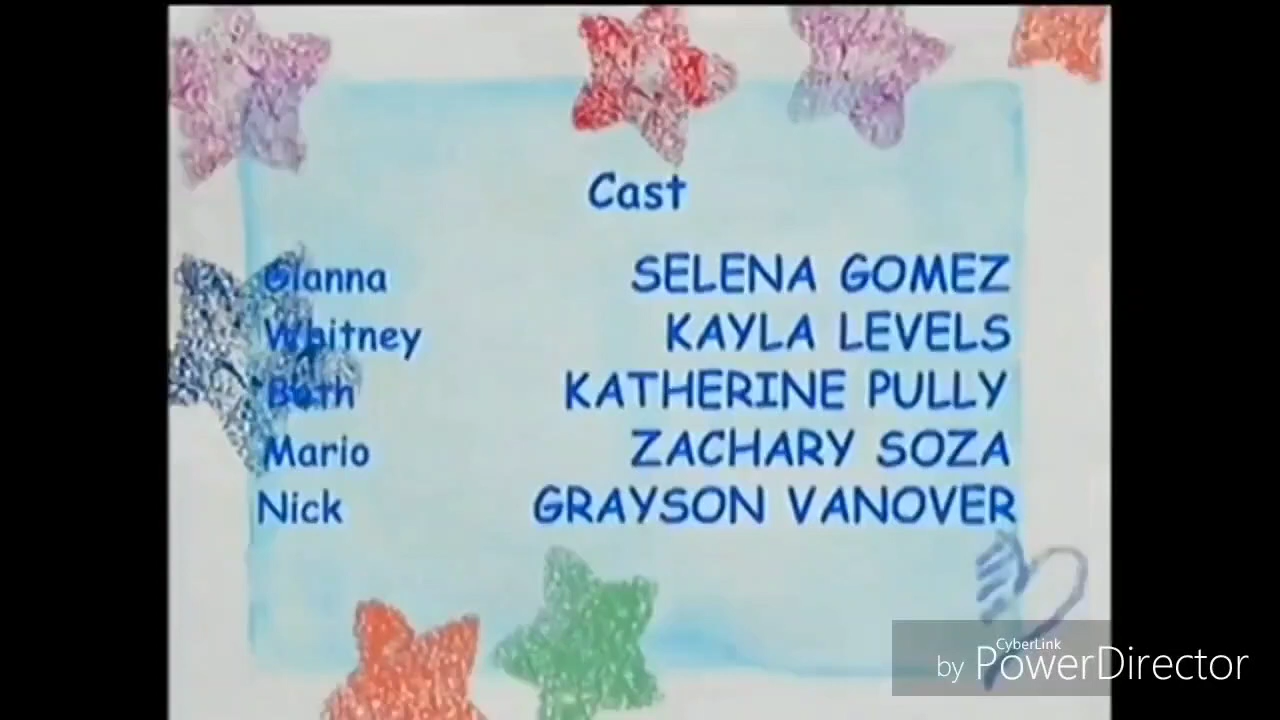 Cast
Gianna SELENA GOMEZ
Whitney KAYLA LEVELS
Beth KATHERINE PULLY
Mario ZACHARY SOZA
Nick GRAYSON VANOVER
CyberLink
by PowerDirector